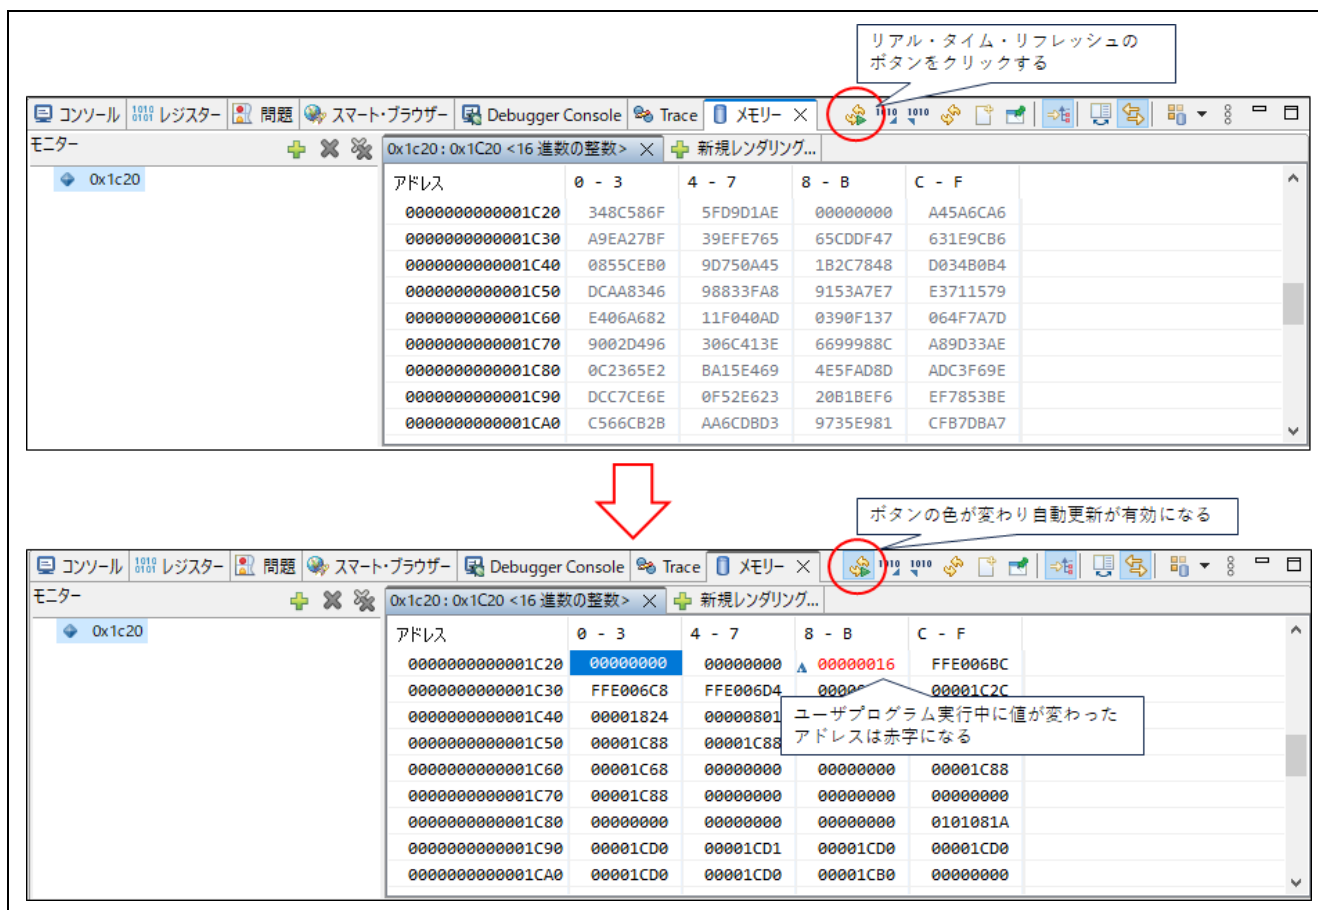 リアル・タイム・リフレッシュの
ボタンをクリックする
コンソール レジスター 問題 スマート・ブラウザー Debugger Console Trace メモリー
モニター 0x1c20 : 0x1C20 <16 進数の整数> 新規レンダリング...
0x1c20
アドレス 0 - 3 4 - 7 8 - B C - F
0000000000001C20 348C586F 5FD9D1AE 00000000 A45A6CA6
0000000000001C30 A9EA27BF 39EFE765 65CDDF47 631E9CB6
0000000000001C40 0855CEB0 9D750A45 1B2C7848 D034B0B4
0000000000001C50 DCAA8346 98833FA8 9153A7E7 E3711579
0000000000001C60 E406A682 11F040AD 0390F137 064F7A7D
0000000000001C70 9002D496 306C413E 6699988C A89D33AE
0000000000001C80 0C2365E2 BA15E469 4E5FAD8D ADC3F69E
0000000000001C90 DCC7CE6E 0F52E623 20B1BEF6 EF7853BE
0000000000001CA0 C566CB2B AA6CDBD3 9735E981 CFB7DBA7
ボタンの色が変わり自動更新が有効になる
コンソール レジスター 問題 スマート・ブラウザー Debugger Console Trace メモリー
モニター 0x1c20 : 0x1C20 <16 進数の整数> 新規レンダリング...
0x1c20
アドレス 0 - 3 4 - 7 8 - B C - F
0000000000001C20 00000000 00000000 00000016 FFE006BC
0000000000001C30 FFE006C8 FFE006D4 00001C2C
0000000000001C40 00001824 00000801
ユーザプログラム実行中に値が変わった
アドレスは赤字になる
0000000000001C50 00001C88 00001C88
0000000000001C60 00001C68 00000000 00000000 00001C88
0000000000001C70 00001C88 00000000 00000000 00000000
0000000000001C80 00000000 00000000 00000000 0101081A
0000000000001C90 00001CD0 00001CD1 00001CD0 00001CD0
0000000000001CA0 00001CD0 00001CD0 00001CB0 00000000